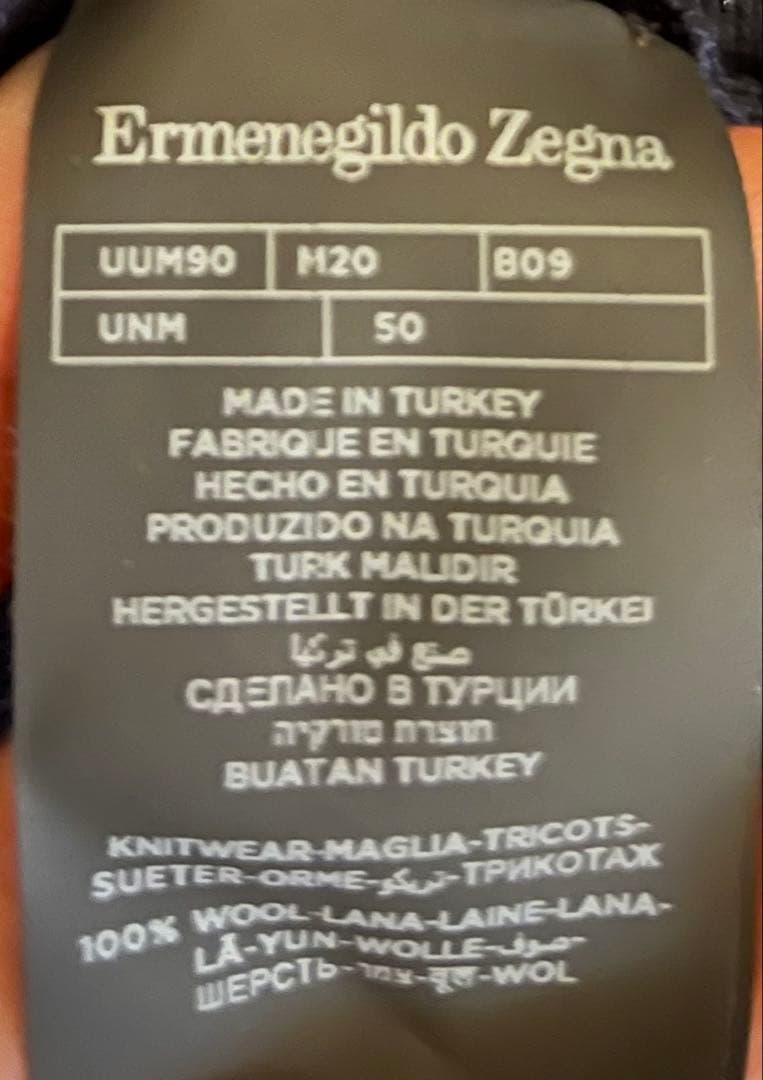 Ermenegildo Zegna
UUM90 M20 B09
UNM 50
MADE IN TURKEY
FABRIQUE EN TURQUIE
HECHO EN TURQUIA
PRODUZIDO NA TURQUIA
TURK MALIDIR
HERGESTELLT IN DER TÜRKEI
صنع في تركيا
СДЕЛАНО В ТУРЦИИ
תוצרת טורקיה
BUATAN TURKEY
KNITWEAR-MAGLIA-TRICOTS-
SUETER-ORME-تريكو-ТРИКОТАЖ
100% WOOL-LANA-LAINE-LANA-
LÃ-YUN-WOLLE-صوف-
ШЕРСТЬ-צמר-वूल-WOL